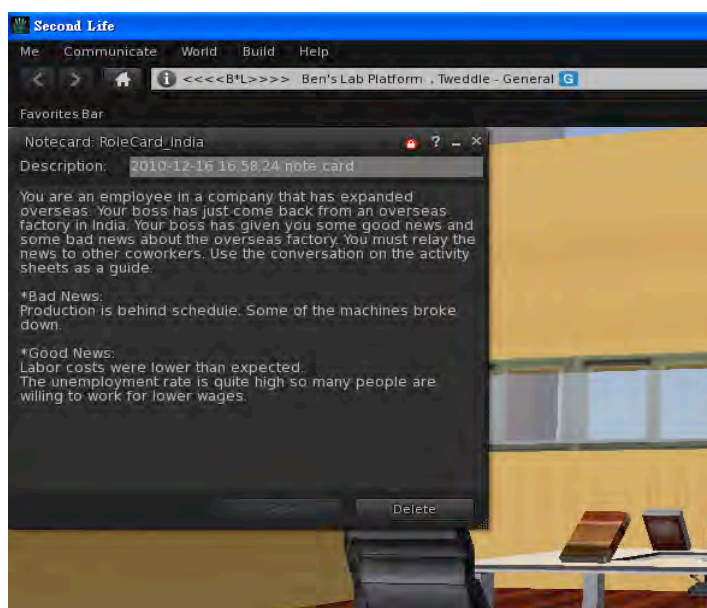 Second Life
Me Communicate World Build Help
<<<<B*L>>>> Ben's Lab Platform , Tweddle - General G
Favorites Bar
Notecard: RoleCard_India ? _ ×
Description: 2010-12-16 16.58.24 note card
You are an employee in a company that has expanded
overseas. Your boss has just come back from an overseas
factory in India. Your boss has given you some good news and
some bad news about the overseas factory. You must relay the
news to other coworkers. Use the conversation on the activity
sheets as a guide.
*Bad News:
Production is behind schedule. Some of the machines broke
down.
*Good News:
Labor costs were lower than expected.
The unemployment rate is quite high so many people are
willing to work for lower wages.
Delete